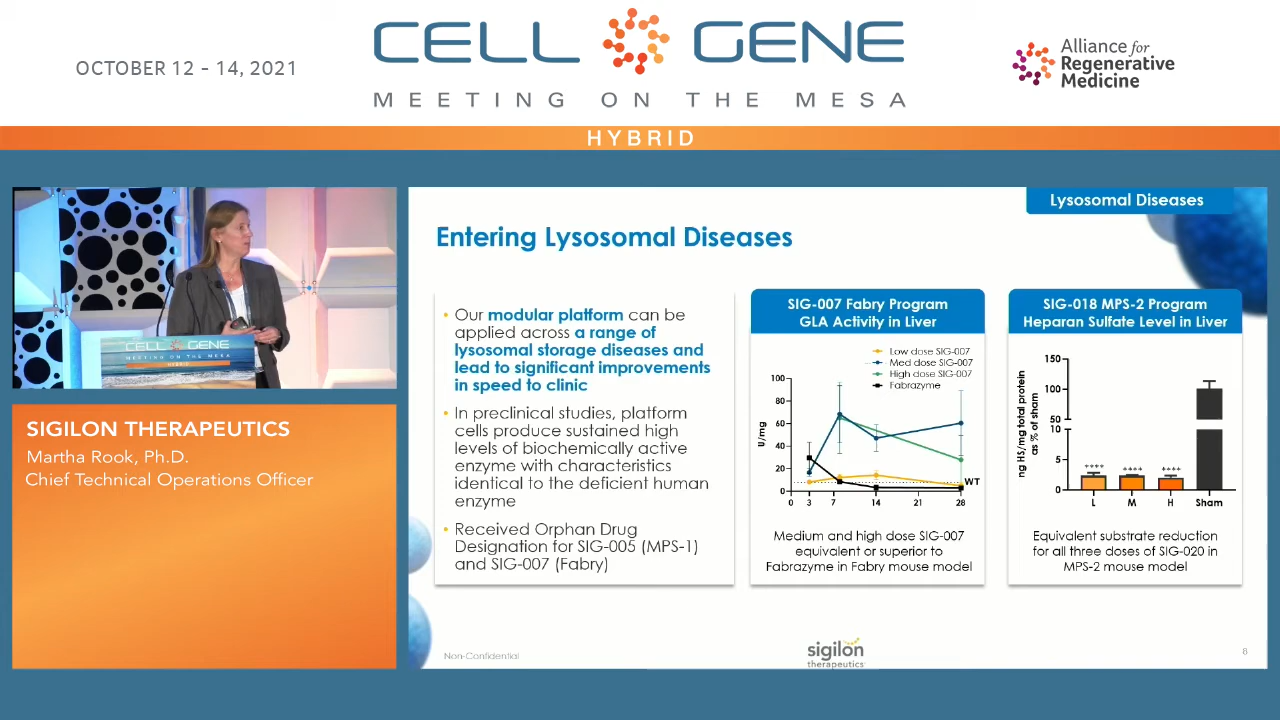 OCTOBER 12 - 14, 2021
CELL GENE
MEETING ON THE MESA
Alliance for
Regenerative
Medicine
HYBRID
CELL GENE
MEETING ON THE MESA
HYBRID
SIGILON THERAPEUTICS
Martha Rook, Ph.D.
Chief Technical Operations Officer
Lysosomal Diseases
Entering Lysosomal Diseases
• Our modular platform can be
applied across a range of
lysosomal storage diseases and
lead to significant improvements
in speed to clinic
• In preclinical studies, platform
cells produce sustained high
levels of biochemically active
enzyme with characteristics
identical to the deficient human
enzyme
• Received Orphan Drug
Designation for SIG-005 (MPS-1)
and SIG-007 (Fabry)
SIG-007 Fabry Program
GLA Activity in Liver
Low dose SIG-007
Med dose SIG-007
High dose SIG-007
Fabrazyme
U/mg
100
80
60
40
20
0
WT
0 3 7 14 21 28
Medium and high dose SIG-007
equivalent or superior to
Fabrazyme in Fabry mouse model
SIG-018 MPS-2 Program
Heparan Sulfate Level in Liver
ng HS/mg total protein
as % of sham
150
100
50
10
5
0
**** **** ****
L M H Sham
Equivalent substrate reduction
for all three doses of SIG-020 in
MPS-2 mouse model
Non-Confidential
sigilon
therapeutics
8